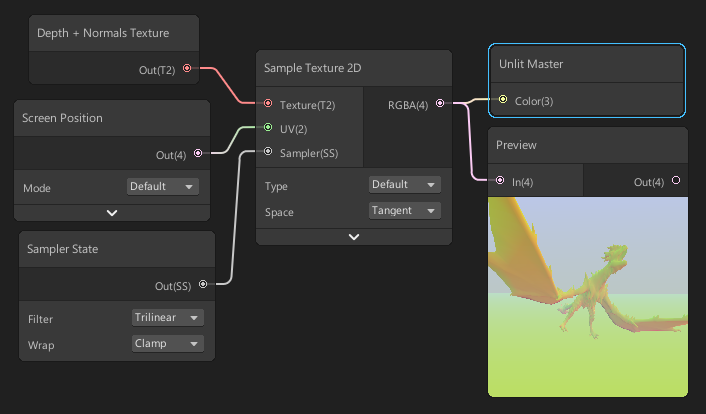 Depth + Normals Texture
Out(T2)
Screen Position
Out(4)
Mode
Default
Sampler State
Out(SS)
Filter
Trilinear
Wrap
Clamp
Sample Texture 2D
Texture(T2)
RGBA(4)
UV(2)
Sampler(SS)
Type
Default
Space
Tangent
Unlit Master
Color(3)
Preview
In(4)
Out(4)